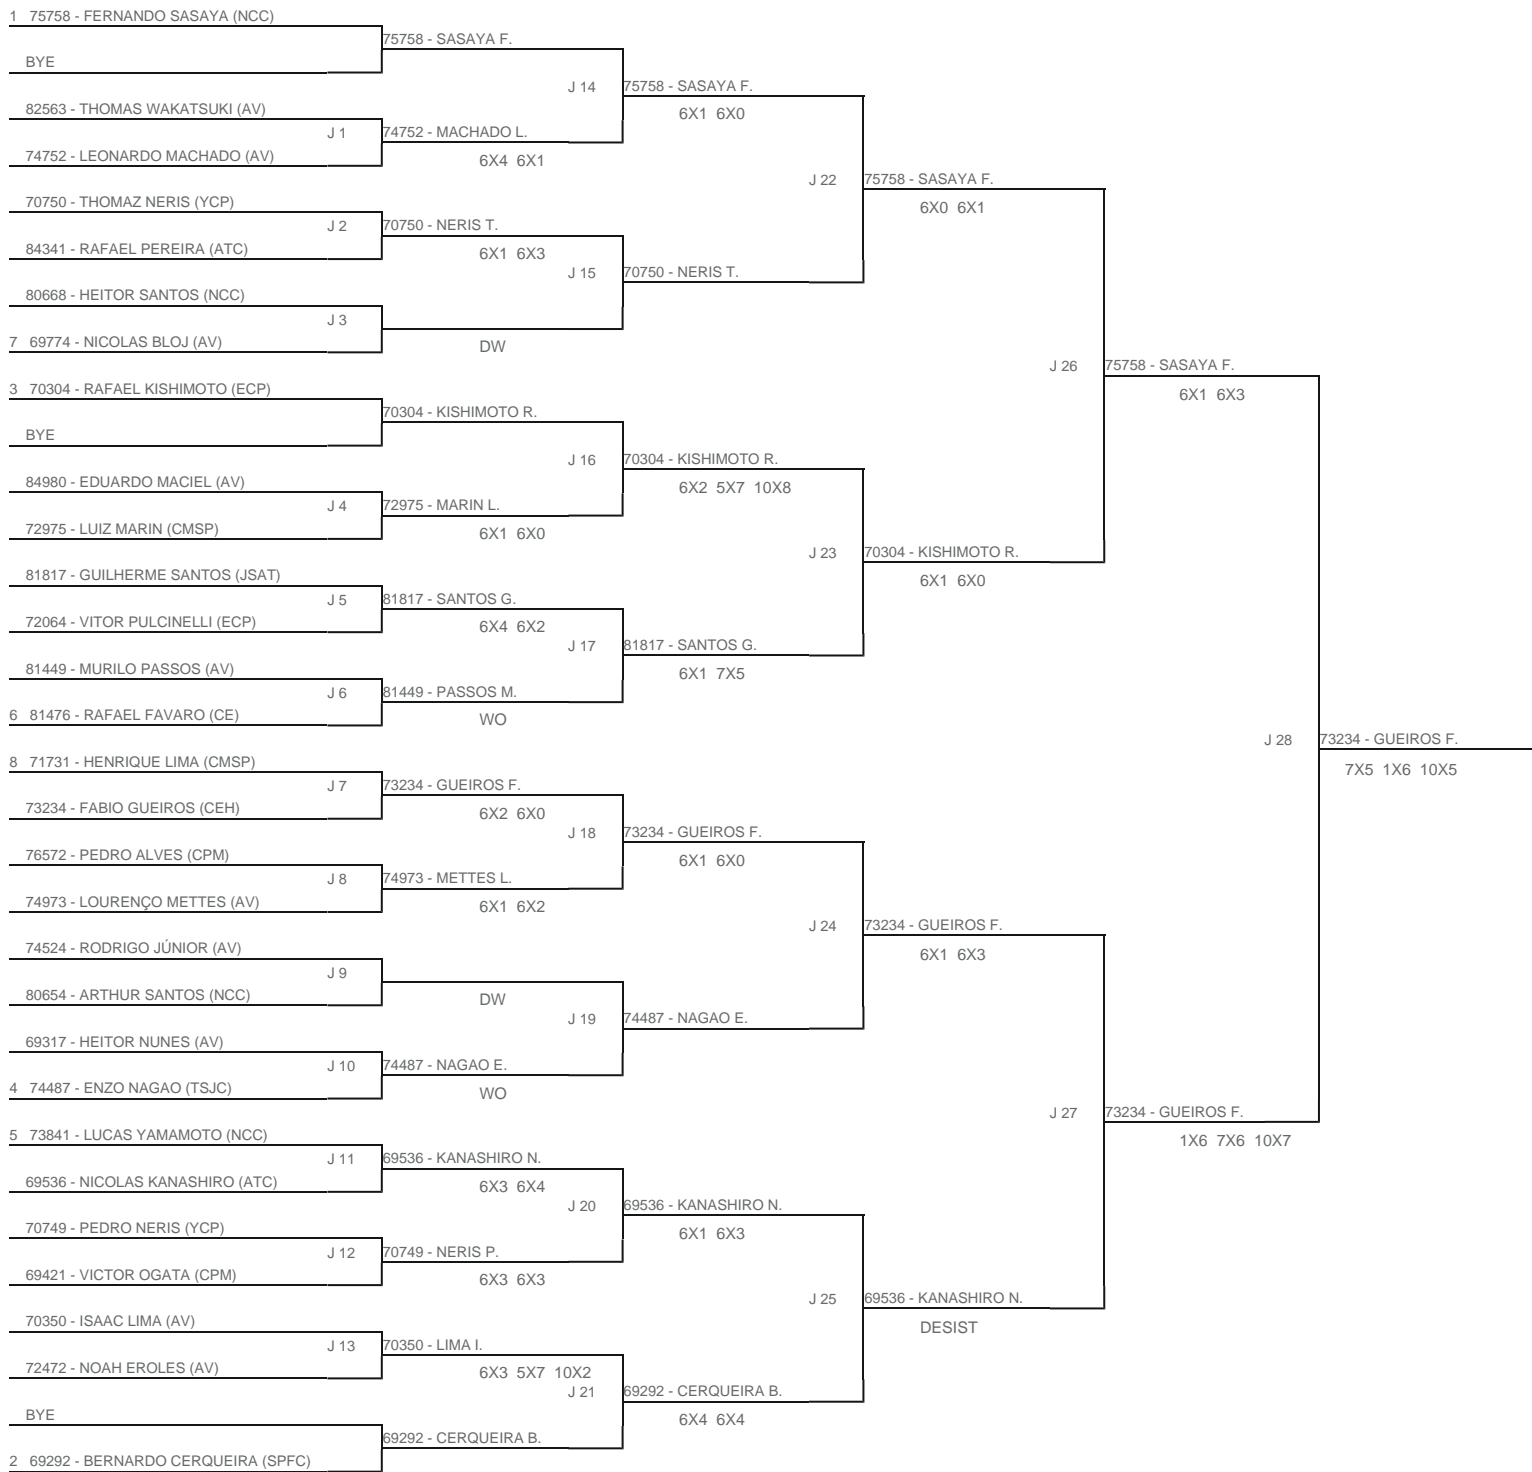 1 75758 - FERNANDO SASAYA (NCC)
75758 - SASAYA F.
BYE
J 14
75758 - SASAYA F.
6X1 6X0
82563 - THOMAS WAKATSUKI (AV)
J 1
74752 - MACHADO L.
74752 - LEONARDO MACHADO (AV)
6X4 6X1
J 22
75758 - SASAYA F.
6X0 6X1
70750 - THOMAZ NERIS (YCP)
J 2
70750 - NERIS T.
84341 - RAFAEL PEREIRA (ATC)
6X1 6X3
J 15
70750 - NERIS T.
80668 - HEITOR SANTOS (NCC)
J 3
7 69774 - NICOLAS BLOJ (AV)
DW
J 26
75758 - SASAYA F.
6X1 6X3
3 70304 - RAFAEL KISHIMOTO (ECP)
70304 - KISHIMOTO R.
BYE
J 16
70304 - KISHIMOTO R.
6X2 5X7 10X8
84980 - EDUARDO MACIEL (AV)
J 4
72975 - MARIN L.
72975 - LUIZ MARIN (CMSP)
6X1 6X0
J 23
70304 - KISHIMOTO R.
6X1 6X0
81817 - GUILHERME SANTOS (JSAT)
J 5
81817 - SANTOS G.
72064 - VITOR PULCINELLI (ECP)
6X4 6X2
J 17
81817 - SANTOS G.
6X1 7X5
81449 - MURILO PASSOS (AV)
J 6
81449 - PASSOS M.
6 81476 - RAFAEL FAVARO (CE)
WO
J 28
73234 - GUEIROS F.
7X5 1X6 10X5
8 71731 - HENRIQUE LIMA (CMSP)
J 7
73234 - GUEIROS F.
73234 - FABIO GUEIROS (CEH)
6X2 6X0
J 18
73234 - GUEIROS F.
6X1 6X0
76572 - PEDRO ALVES (CPM)
J 8
74973 - METTES L.
74973 - LOURENÇO METTES (AV)
6X1 6X2
J 24
73234 - GUEIROS F.
6X1 6X3
74524 - RODRIGO JÚNIOR (AV)
J 9
80654 - ARTHUR SANTOS (NCC)
DW
J 19
74487 - NAGAO E.
69317 - HEITOR NUNES (AV)
J 10
74487 - NAGAO E.
4 74487 - ENZO NAGAO (TSJC)
WO
J 27
73234 - GUEIROS F.
1X6 7X6 10X7
5 73841 - LUCAS YAMAMOTO (NCC)
J 11
69536 - KANASHIRO N.
69536 - NICOLAS KANASHIRO (ATC)
6X3 6X4
J 20
69536 - KANASHIRO N.
6X1 6X3
70749 - PEDRO NERIS (YCP)
J 12
70749 - NERIS P.
69421 - VICTOR OGATA (CPM)
6X3 6X3
J 25
69536 - KANASHIRO N.
DESIST
70350 - ISAAC LIMA (AV)
J 13
70350 - LIMA I.
72472 - NOAH EROLES (AV)
6X3 5X7 10X2
J 21
69292 - CERQUEIRA B.
6X4 6X4
BYE
69292 - CERQUEIRA B.
2 69292 - BERNARDO CERQUEIRA (SPFC)